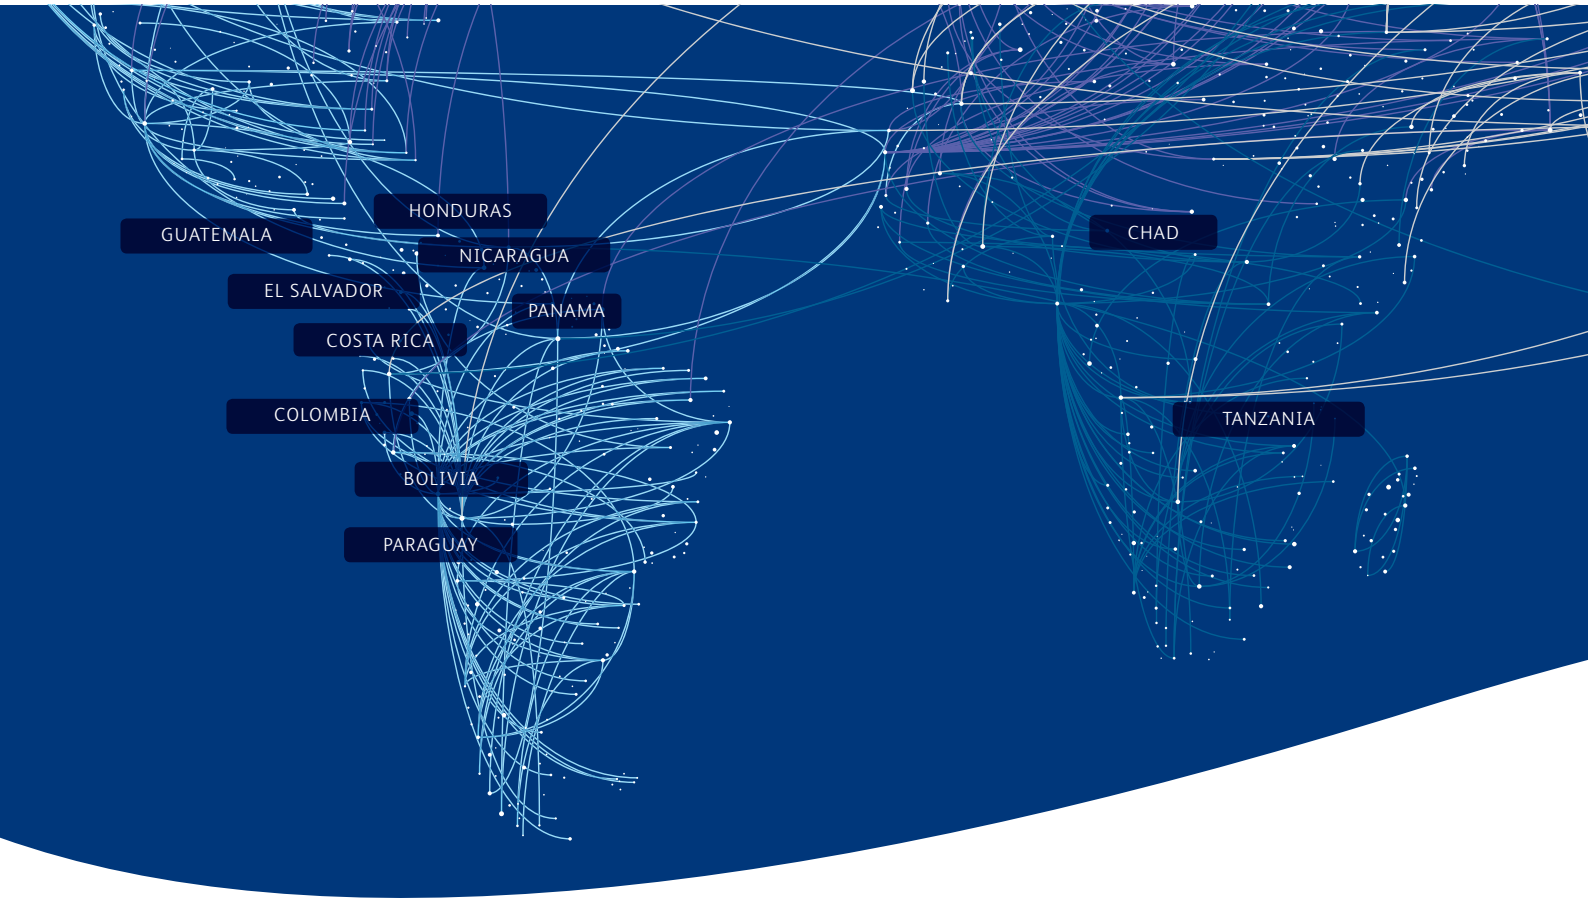 HONDURAS
GUATEMALA
CHAD
NICARAGUA
EL SALVADOR
PANAMA
COSTA RICA
COLOMBIA
TANZANIA
BOLIVIA
PARAGUAY